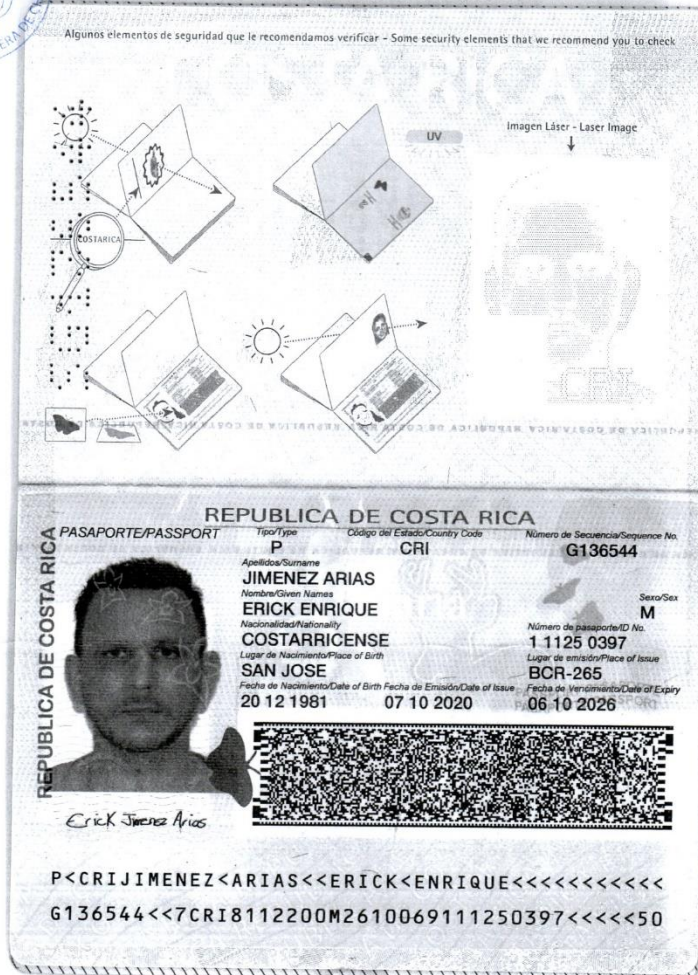 Algunos elementos de seguridad que le recomendamos verificar - Some security elements that we recommend you to check
COSTA RICA
UV
Imagen Láser - Laser Image
COSTARICA
CRI
REPUBLICA DE COSTA RICA
PASAPORTE/PASSPORT
Tipo/Type Código del Estado/Country Code Número de Secuencia/Sequence No.
P CRI G136544
Apellidos/Surname
JIMENEZ ARIAS
Nombre/Given Names Sexo/Sex
ERICK ENRIQUE M
Nacionalidad/Nationality Número de pasaporte/ID No.
COSTARRICENSE 1 1125 0397
Lugar de Nacimiento/Place of Birth Lugar de emisión/Place of Issue
SAN JOSE BCR-265
Fecha de Nacimiento/Date of Birth Fecha de Emisión/Date of Issue Fecha de Vencimiento/Date of Expiry
20 12 1981 07 10 2020 06 10 2026
REPUBLICA DE COSTA RICA
Erick Jimenez Arias
P<CRIJIMENEZ<ARIAS<<ERICK<ENRIQUE<<<<<<<<<<<
G136544<<7CRI8112200M2610069111250397<<<<<50